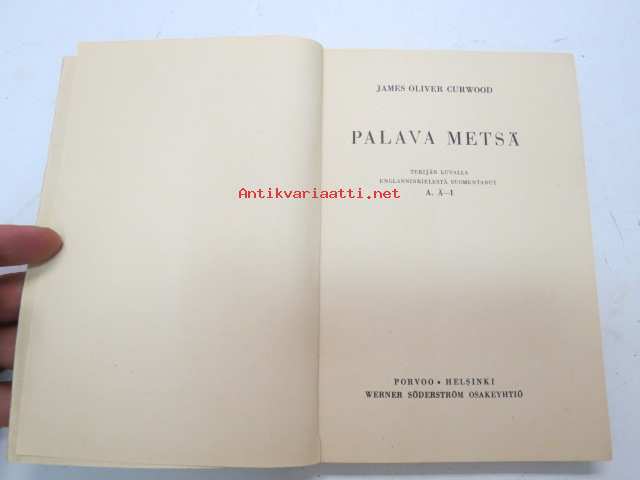 JAMES OLIVER CURWOOD
PALAVA METSÄ
TEKIJÄN LUVALLA
ENGLANNINKIELESTÄ SUOMENTANUT
A. Ä—I.
Antikvariaatti.net
PORVOO • HELSINKI
WERNER SÖDERSTRÖM OSAKEYHTIÖ